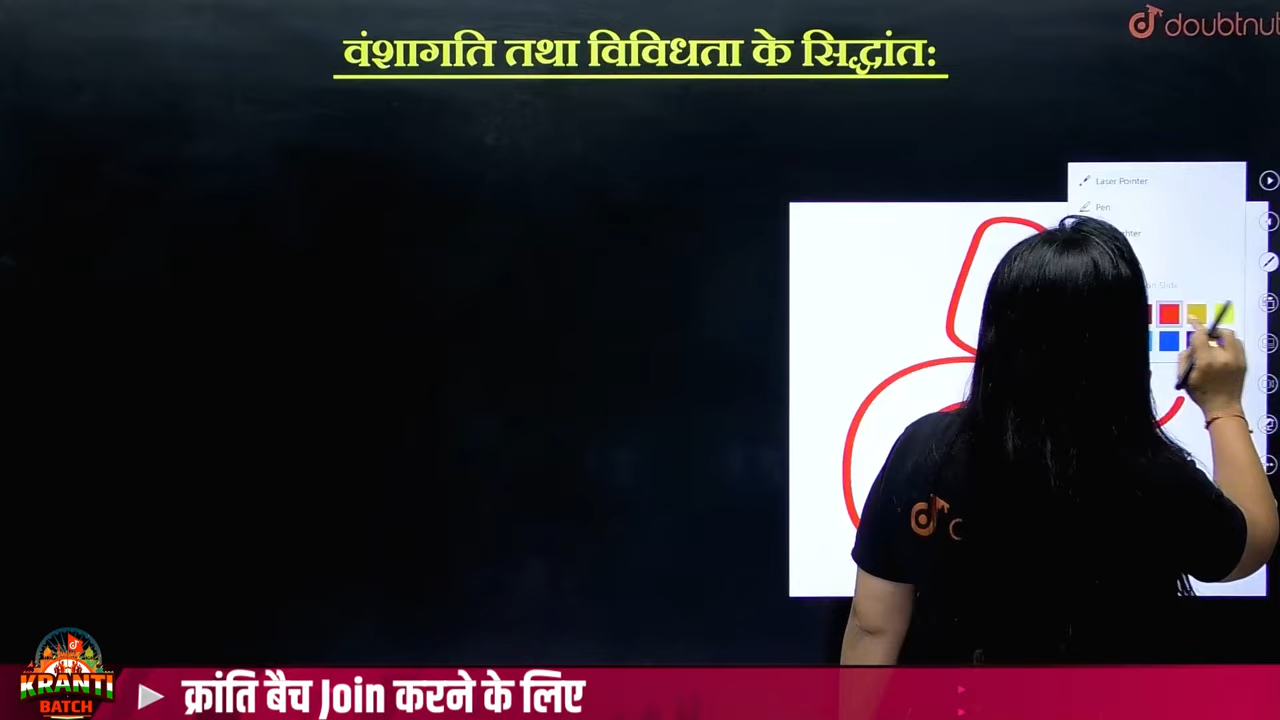 वंशागति तथा विविधता के सिद्धांत:
doubtnut
Laser Pointer
Pen
KRANTI
BATCH
क्रांति बैच Join करने के लिए